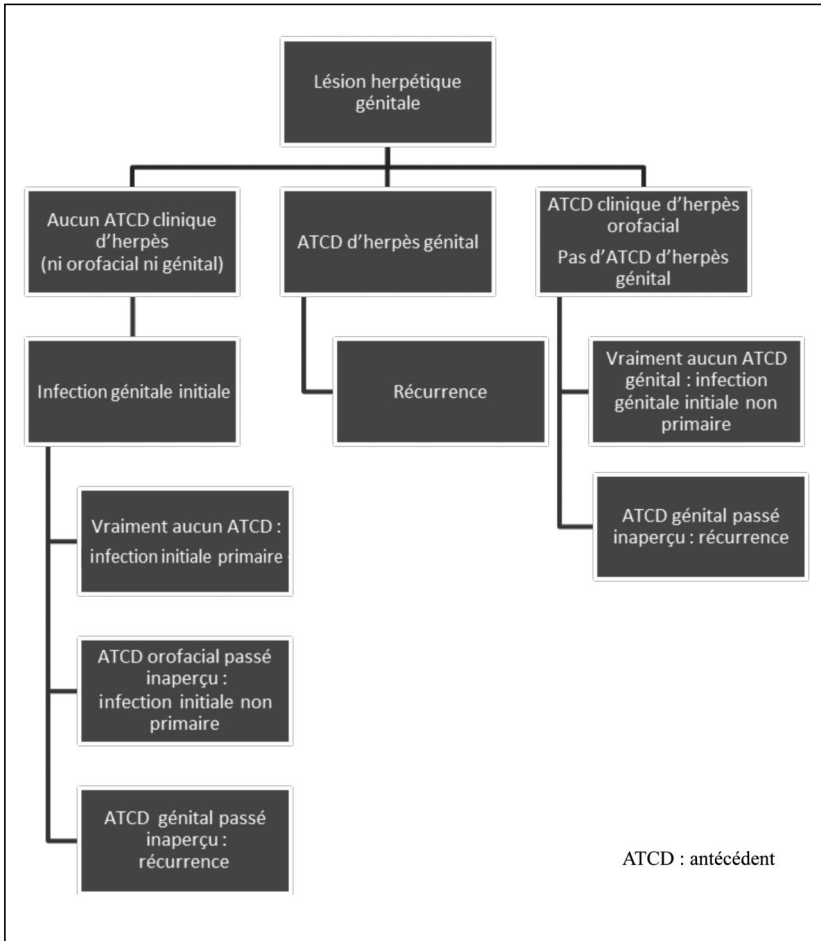 Lésion herpétique
génitale
Aucun ATCD clinique
d'herpès
(ni orofacial ni génital)
ATCD d'herpès génital
ATCD clinique d'herpès
orofacial
Pas d'ATCD d'herpès
génital
Infection génitale initiale
Récurrence
Vraiment aucun ATCD
génital : infection
génitale initiale non
primaire
Vraiment aucun ATCD :
infection initiale primaire
ATCD génital passé
inaperçu : récurrence
ATCD orofacial passé
inaperçu :
infection initiale non
primaire
ATCD génital passé
inaperçu :
récurrence
ATCD : antécédent